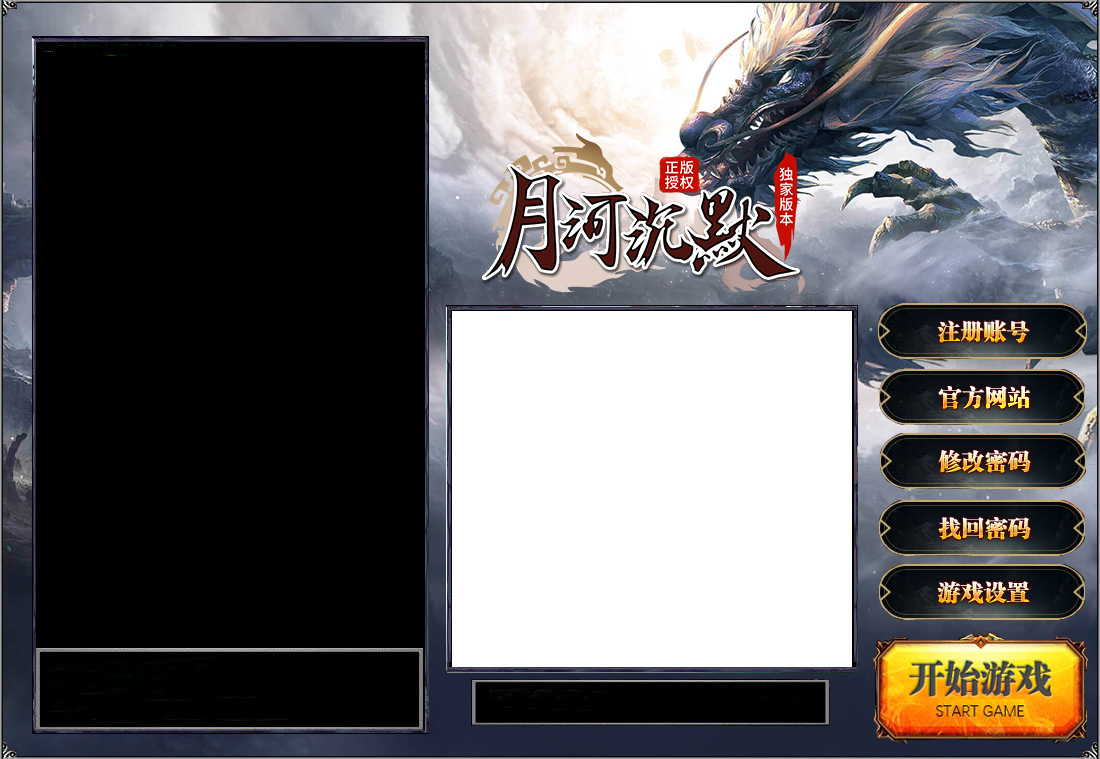 正版
授权
独家版本
月河沉默
注册账号
官方网站
修改密码
找回密码
游戏设置
开始游戏
START GAME